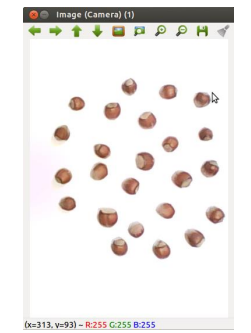 Image (Camera) (1)
(x=313, y=93) ~ R:255 G:255 B:255